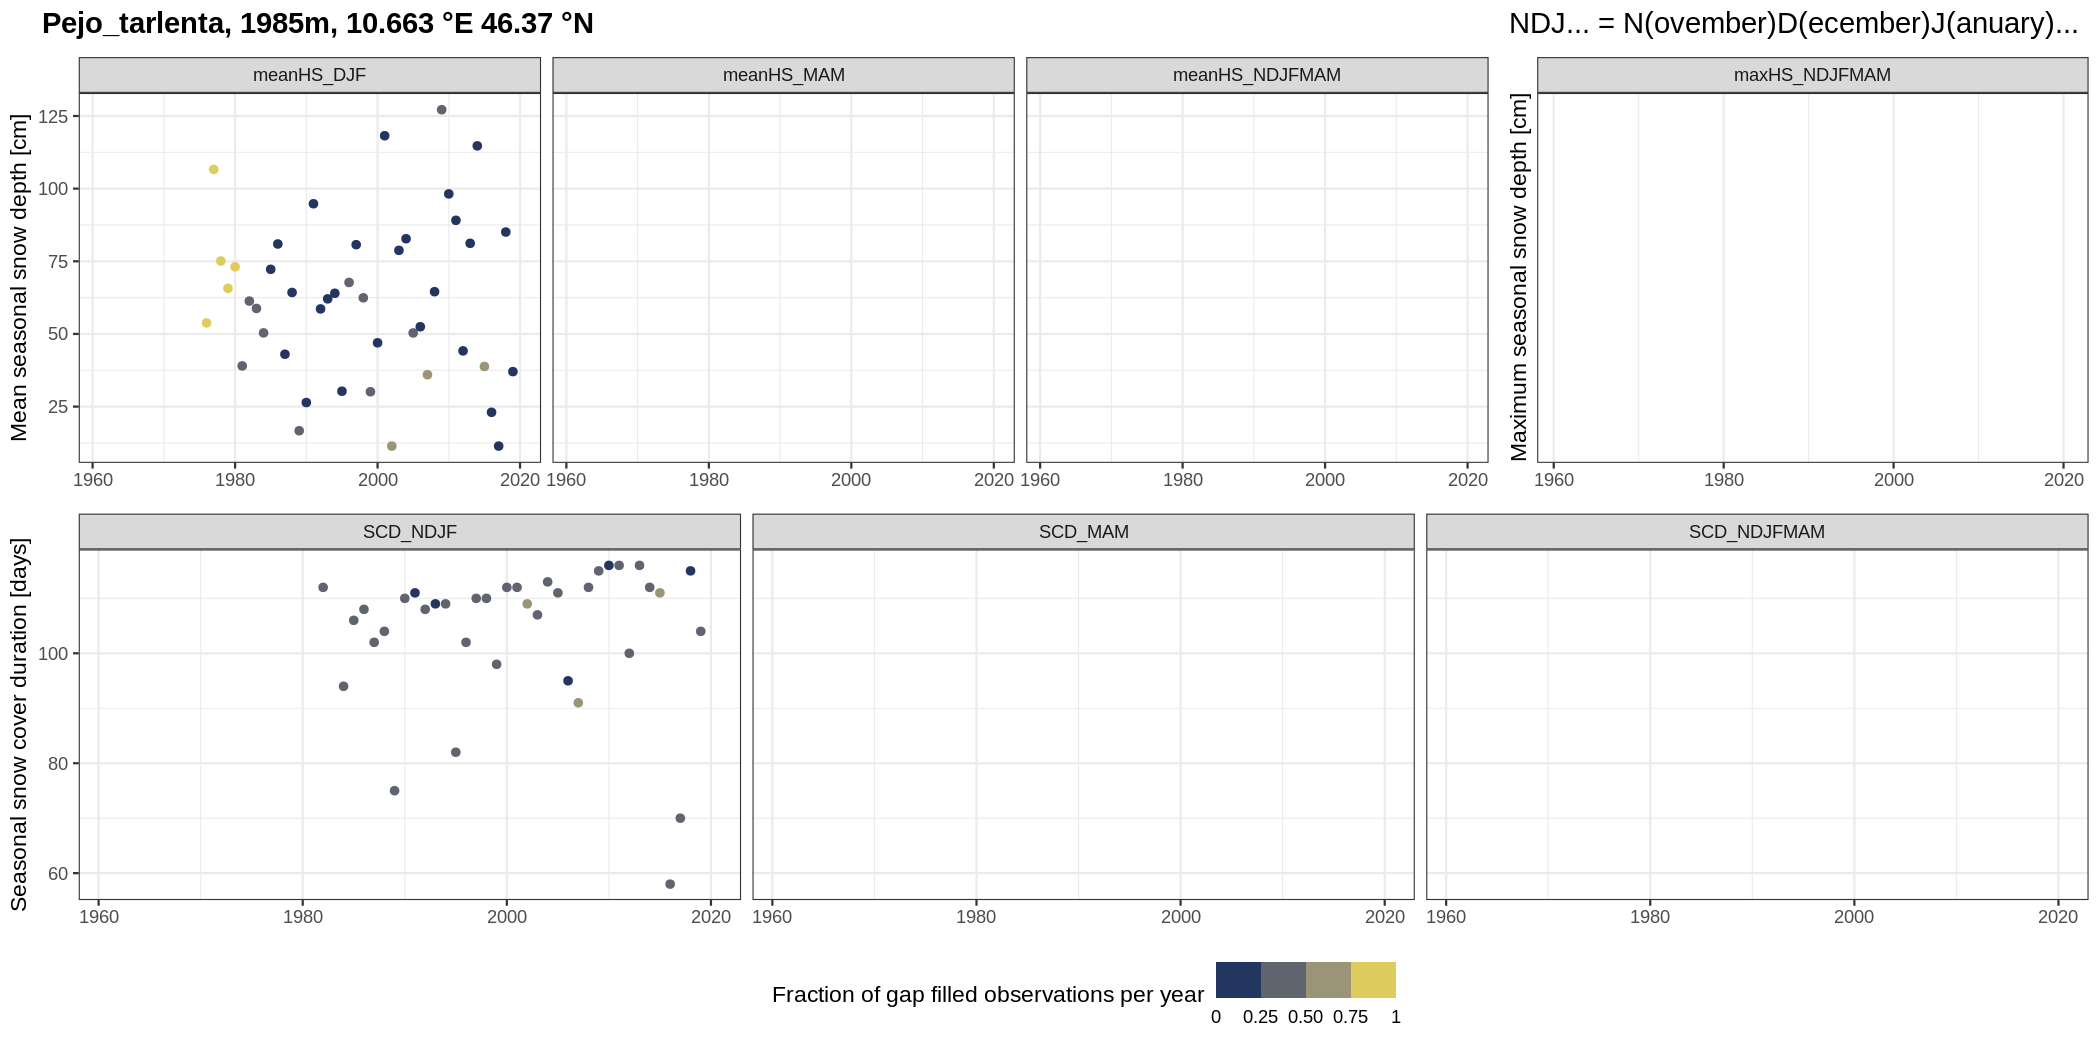 Pejo_tarlenta, 1985m, 10.663 °E 46.37 °N
NDJ... = N(ovember)D(ecember)J(anuary)...
meanHS_DJF
meanHS_MAM
meanHS_NDJFMAM
maxHS_NDJFMAM
Mean seasonal snow depth [cm]
125
100
75
50
25
Maximum seasonal snow depth [cm]
1960 1980 2000 2020
1960 1980 2000 2020
1960 1980 2000 2020
1960 1980 2000 2020
SCD_NDJF
SCD_MAM
SCD_NDJFMAM
Seasonal snow cover duration [days]
100
80
60
1960 1980 2000 2020
1960 1980 2000 2020
1960 1980 2000 2020
Fraction of gap filled observations per year
0 0.25 0.50 0.75 1